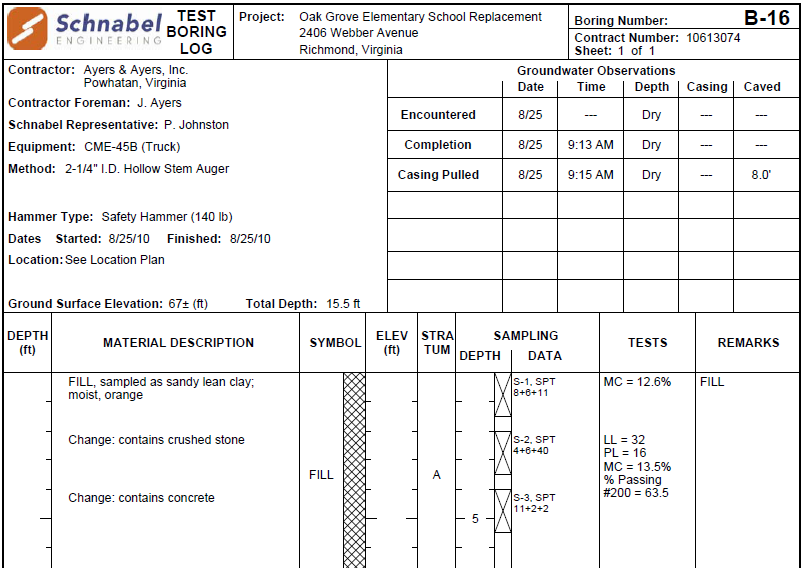 Schnabel
ENGINEERING
TEST
BORING
LOG
Project: Oak Grove Elementary School Replacement
2406 Webber Avenue
Richmond, Virginia
Boring Number: B-16
Contract Number: 10613074
Sheet: 1 of 1
Contractor: Ayers & Ayers, Inc.
Powhatan, Virginia
Contractor Foreman: J. Ayers
Schnabel Representative: P. Johnston
Equipment: CME-45B (Truck)
Method: 2-1/4" I.D. Hollow Stem Auger
Hammer Type: Safety Hammer (140 lb)
Dates Started: 8/25/10 Finished: 8/25/10
Location: See Location Plan
Ground Surface Elevation: 67± (ft) Total Depth: 15.5 ft
Groundwater Observations
Date Time Depth Casing Caved
Encountered 8/25 --- Dry --- ---
Completion 8/25 9:13 AM Dry --- ---
Casing Pulled 8/25 9:15 AM Dry --- 8.0'
DEPTH
(ft)
MATERIAL DESCRIPTION
SYMBOL
ELEV
(ft)
STRA
TUM
SAMPLING
DEPTH DATA
TESTS
REMARKS
FILL, sampled as sandy lean clay;
moist, orange
S-1, SPT
8+6+11
MC = 12.6%
FILL
Change: contains crushed stone
S-2, SPT
4+6+40
LL = 32
PL = 16
MC = 13.5%
% Passing
#200 = 63.5
FILL
A
Change: contains concrete
S-3, SPT
11+2+2
5